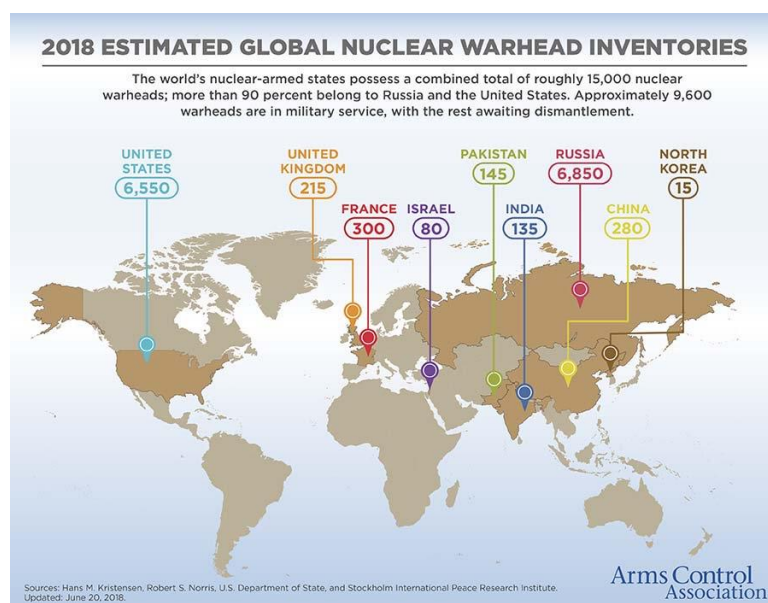 2018 ESTIMATED GLOBAL NUCLEAR WARHEAD INVENTORIES
The world's nuclear-armed states possess a combined total of roughly 15,000 nuclear
warheads; more than 90 percent belong to Russia and the United States. Approximately 9,600
warheads are in military service, with the rest awaiting dismantlement.
UNITED
STATES
6,550
UNITED
KINGDOM
215
FRANCE
300
ISRAEL
80
PAKISTAN
145
INDIA
135
RUSSIA
6,850
CHINA
280
NORTH
KOREA
15
Sources: Hans M. Kristensen, Robert S. Norris, U.S. Department of State, and Stockholm International Peace Research Institute.
Updated: June 20, 2018.
Arms Control
Association